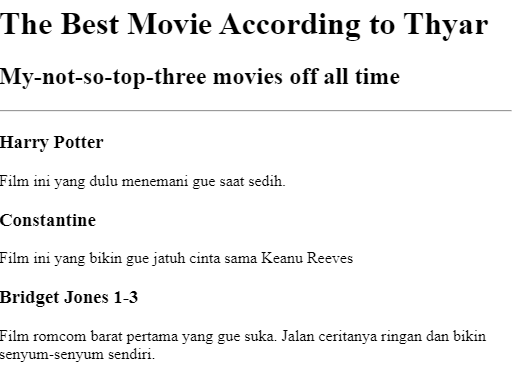 The Best Movie According to Thyar
My-not-so-top-three movies off all time
Harry Potter
Film ini yang dulu menemani gue saat sedih.
Constantine
Film ini yang bikin gue jatuh cinta sama Keanu Reeves
Bridget Jones 1-3
Film romcom barat pertama yang gue suka. Jalan ceritanya ringan dan bikin
senyum-senyum sendiri.